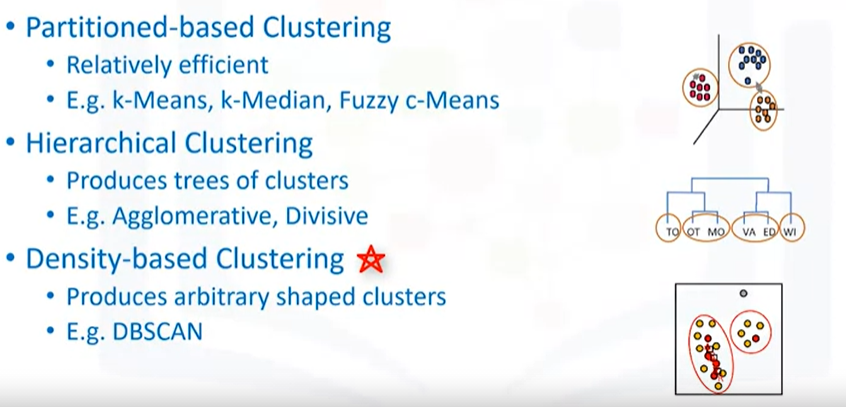 • Partitioned-based Clustering
• Relatively efficient
• E.g. k-Means, k-Median, Fuzzy c-Means
• Hierarchical Clustering
• Produces trees of clusters
• E.g. Agglomerative, Divisive
TO OT MO VA ED WI
• Density-based Clustering
• Produces arbitrary shaped clusters
• E.g. DBSCAN